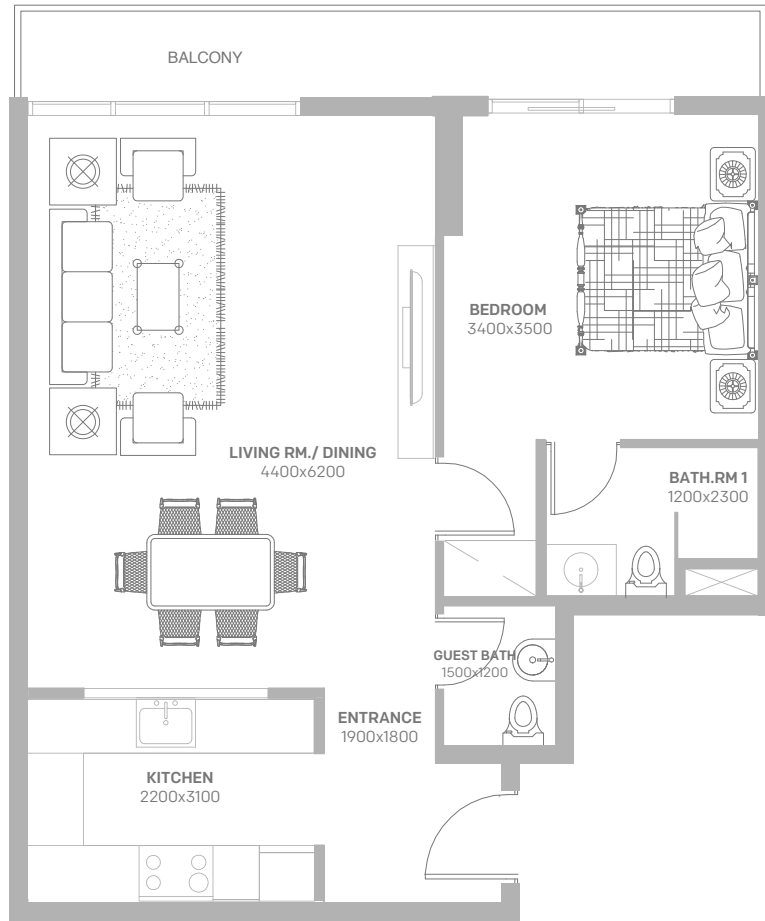 BALCONY
BEDROOM
3400x3500
LIVING RM./ DINING
4400x6200
BATH.RM 1
1200x2300
GUEST BATH
1500x1200
ENTRANCE
1900x1800
KITCHEN
2200x3100